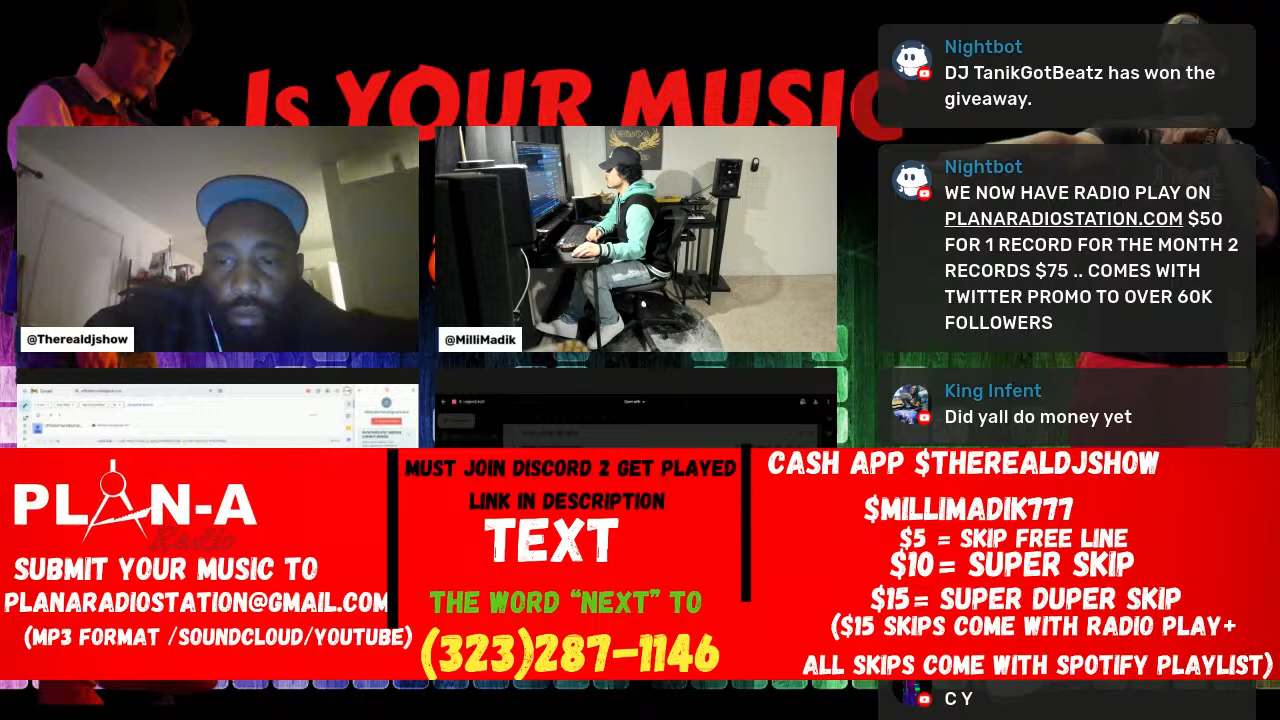 Is YOUR MUSIC
@Therealdjshow
@MilliMadik
Nightbot
DJ TanikGotBeatz has won the
giveaway.
Nightbot
WE NOW HAVE RADIO PLAY ON
PLANARADIOSTATION.COM $50
FOR 1 RECORD FOR THE MONTH 2
RECORDS $75 .. COMES WITH
TWITTER PROMO TO OVER 60K
FOLLOWERS
King Infent
Did yall do money yet
C Y
Gmail
PLAN-A
Radio
SUBMIT YOUR MUSIC TO
PLANARADIOSTATION@GMAIL.COM
(MP3 FORMAT /SOUNDCLOUD/YOUTUBE)
MUST JOIN DISCORD 2 GET PLAYED
LINK IN DESCRIPTION
TEXT
THE WORD “NEXT” TO
(323)287-1146
CASH APP $THEREALDJSHOW
$MILLIMADIK777
$5 = SKIP FREE LINE
$10 = SUPER SKIP
$15 = SUPER DUPER SKIP
($15 SKIPS COME WITH RADIO PLAY+
ALL SKIPS COME WITH SPOTIFY PLAYLIST)